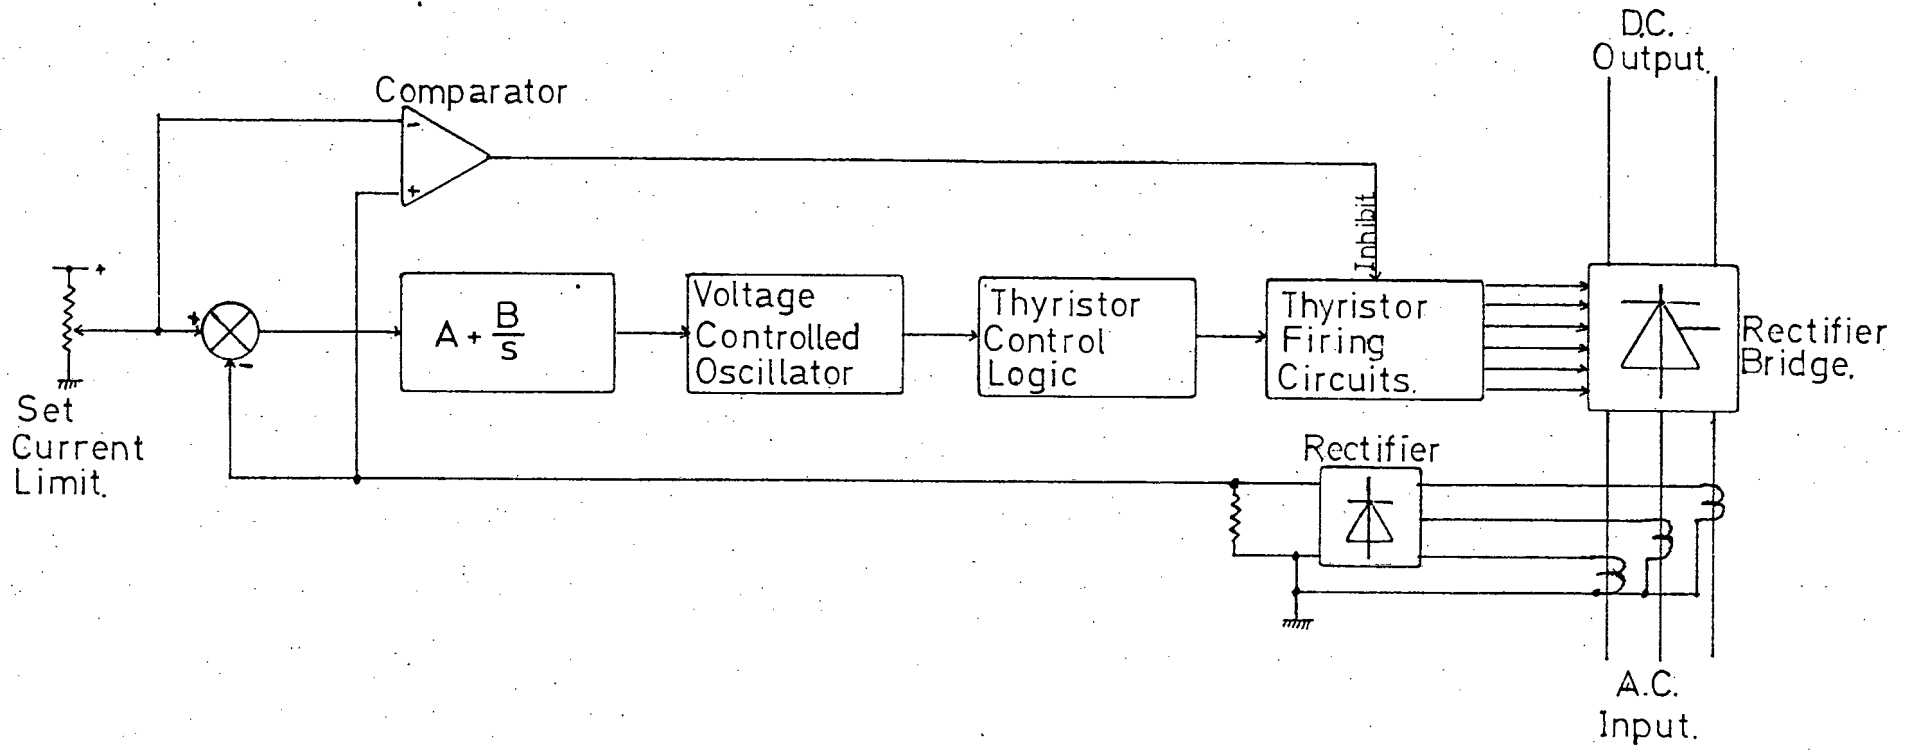 D.C.
Output.
Comparator
-
+
Inhibit
+
+
-
A + B/s
Voltage
Controlled
Oscillator
Thyristor
Control
Logic
Thyristor
Firing
Circuits.
Rectifier
Bridge.
Set
Current
Limit.
Rectifier
A.C.
Input.